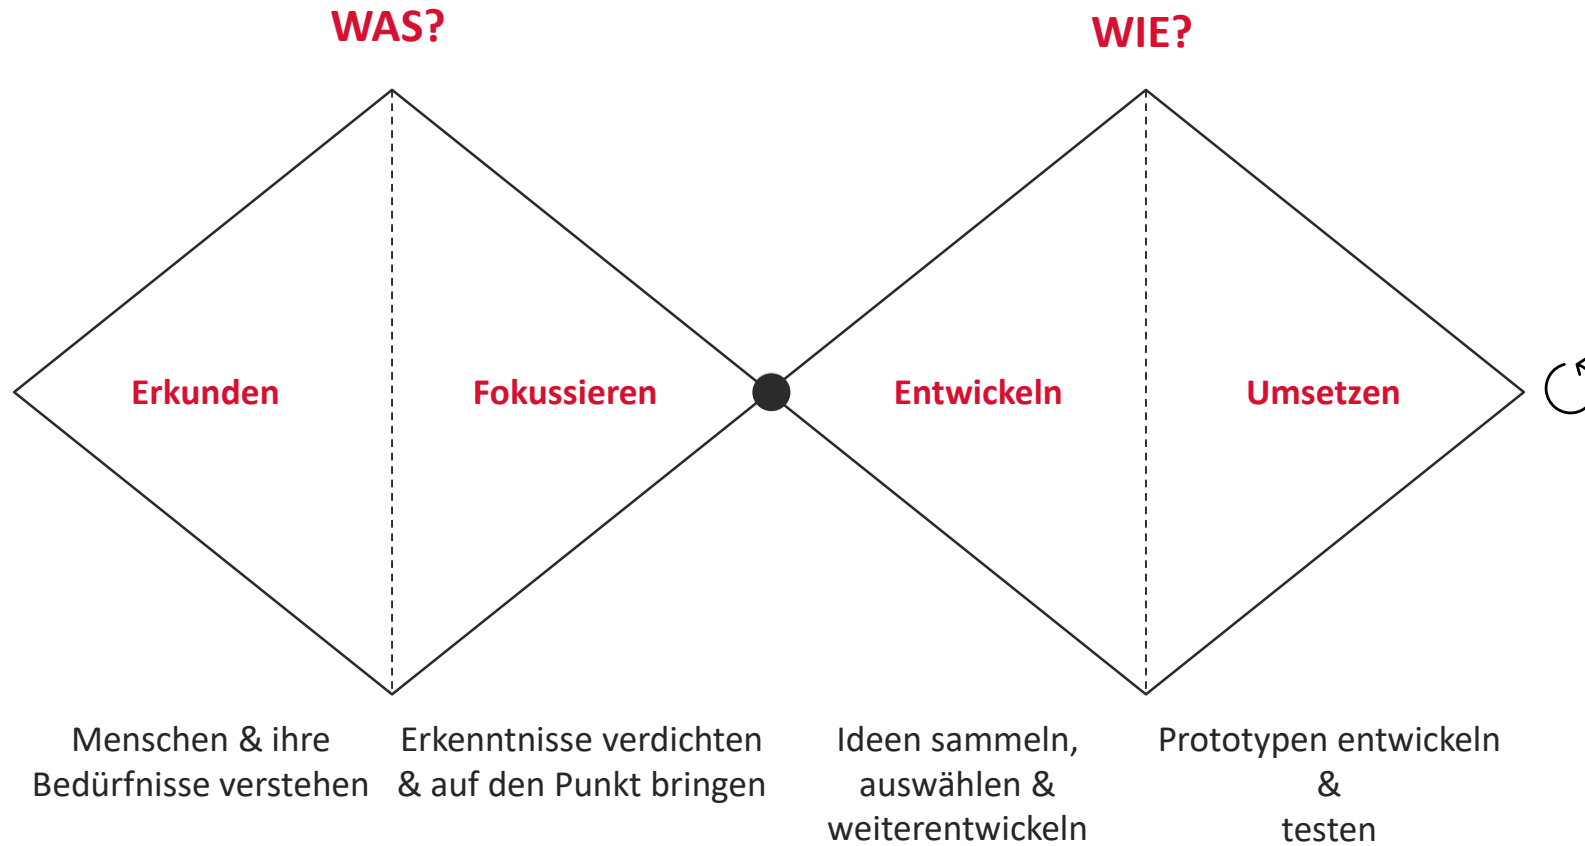 WAS?
WIE?
Erkunden
Fokussieren
Entwickeln
Umsetzen
Menschen & ihre
Bedürfnisse verstehen
Erkenntnisse verdichten
& auf den Punkt bringen
Ideen sammeln,
auswählen &
weiterentwickeln
Prototypen entwickeln
&
testen